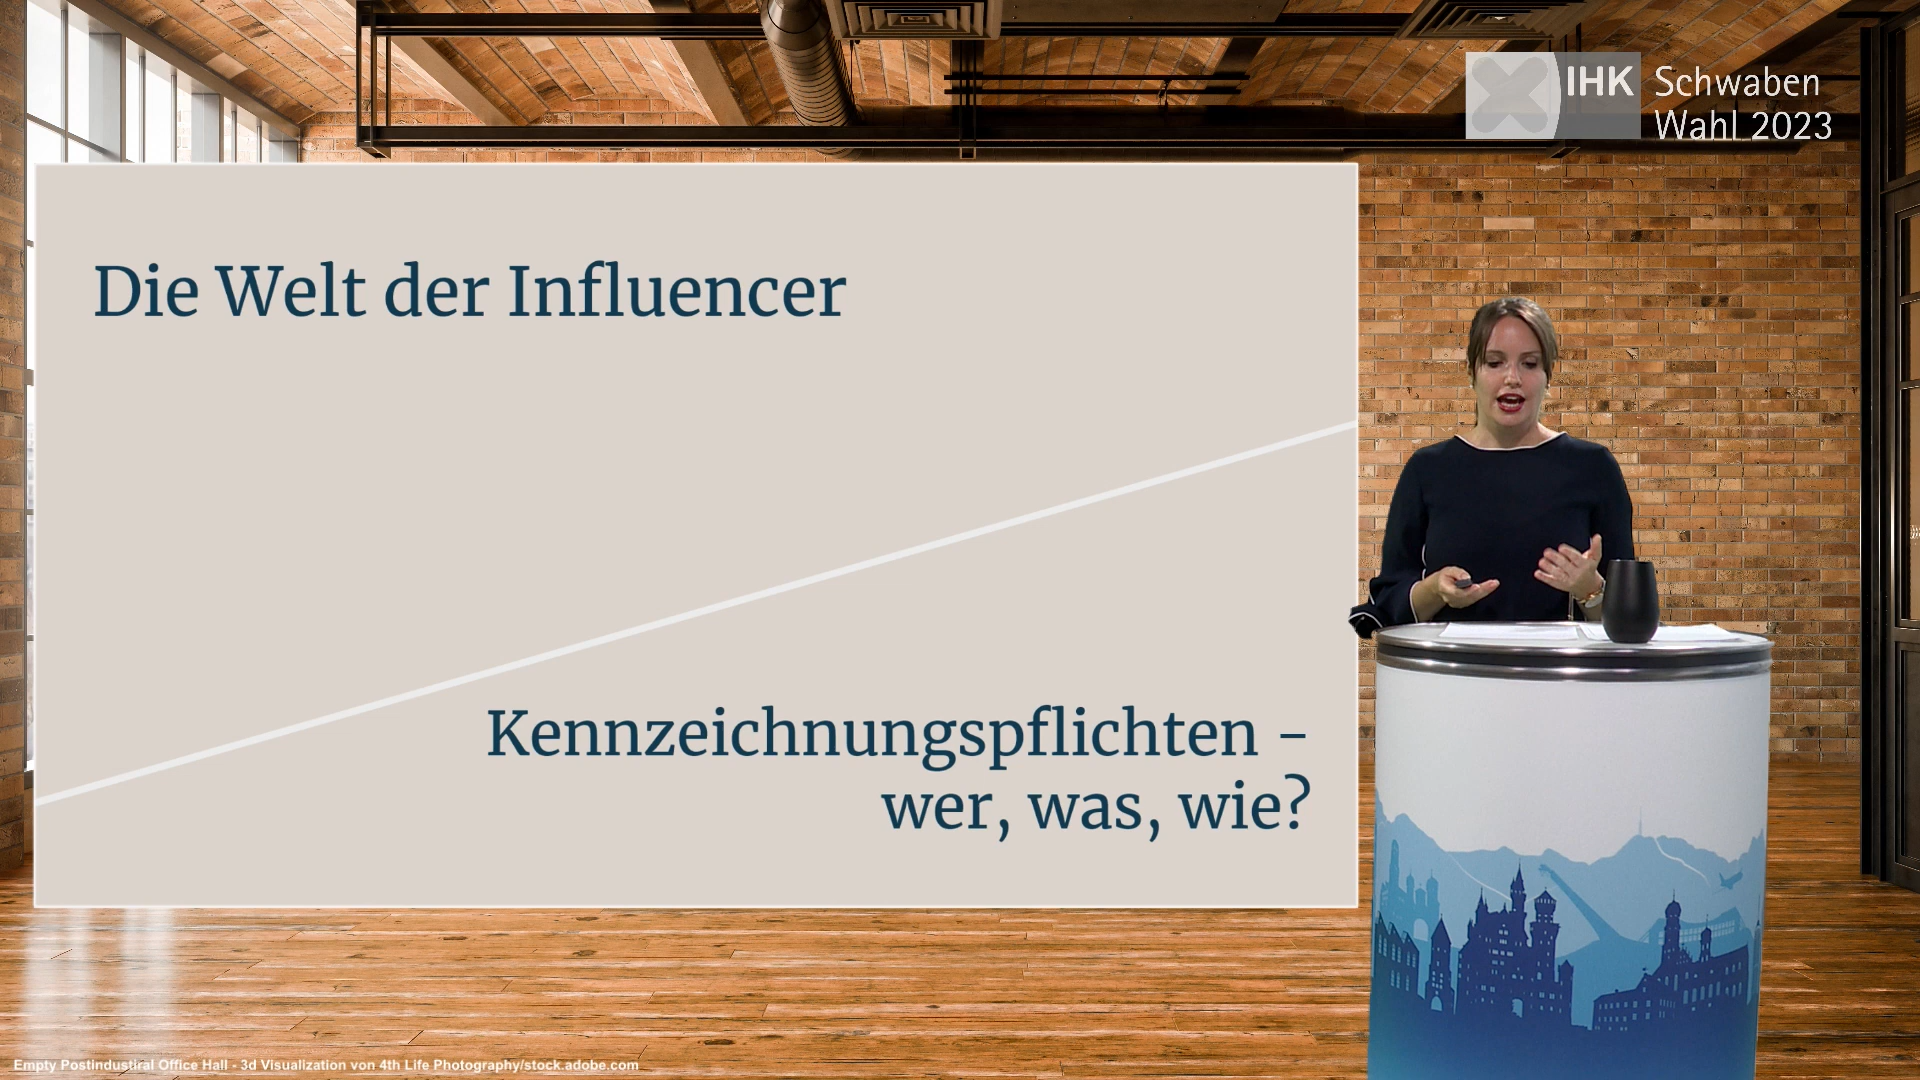 IHK Schwaben
Wahl 2023
Die Welt der Influencer
Kennzeichnungspflichten –
wer, was, wie?
Empty Postindustiral Office Hall - 3d Visualization von 4th Life Photography/stock.adobe.com